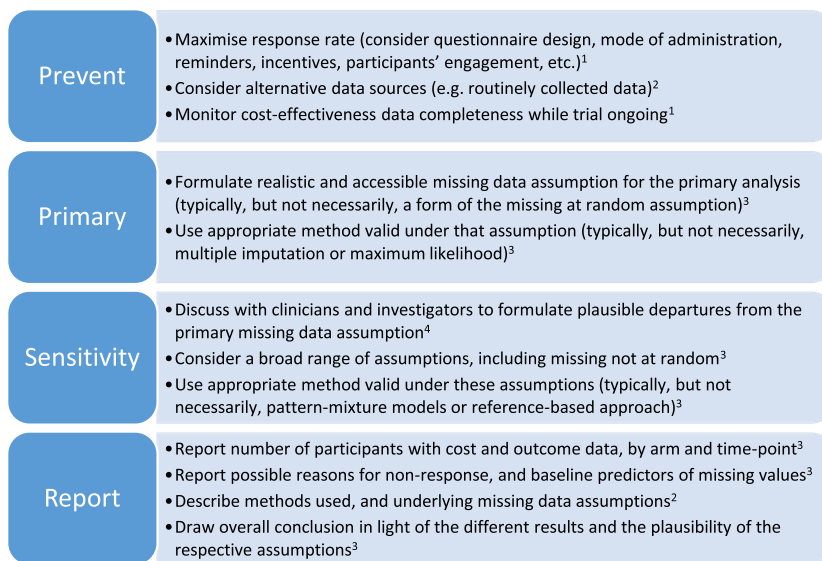 Prevent
•Maximise response rate (consider questionnaire design, mode of administration,
reminders, incentives, participants’ engagement, etc.)¹
•Consider alternative data sources (e.g. routinely collected data)²
•Monitor cost-effectiveness data completeness while trial ongoing¹
Primary
•Formulate realistic and accessible missing data assumption for the primary analysis
(typically, but not necessarily, a form of the missing at random assumption)³
•Use appropriate method valid under that assumption (typically, but not necessarily,
multiple imputation or maximum likelihood)³
Sensitivity
•Discuss with clinicians and investigators to formulate plausible departures from the
primary missing data assumption⁴
•Consider a broad range of assumptions, including missing not at random³
•Use appropriate method valid under these assumptions (typically, but not
necessarily, pattern-mixture models or reference-based approach)³
Report
•Report number of participants with cost and outcome data, by arm and time-point³
•Report possible reasons for non-response, and baseline predictors of missing values³
•Describe methods used, and underlying missing data assumptions²
•Draw overall conclusion in light of the different results and the plausibility of the
respective assumptions³